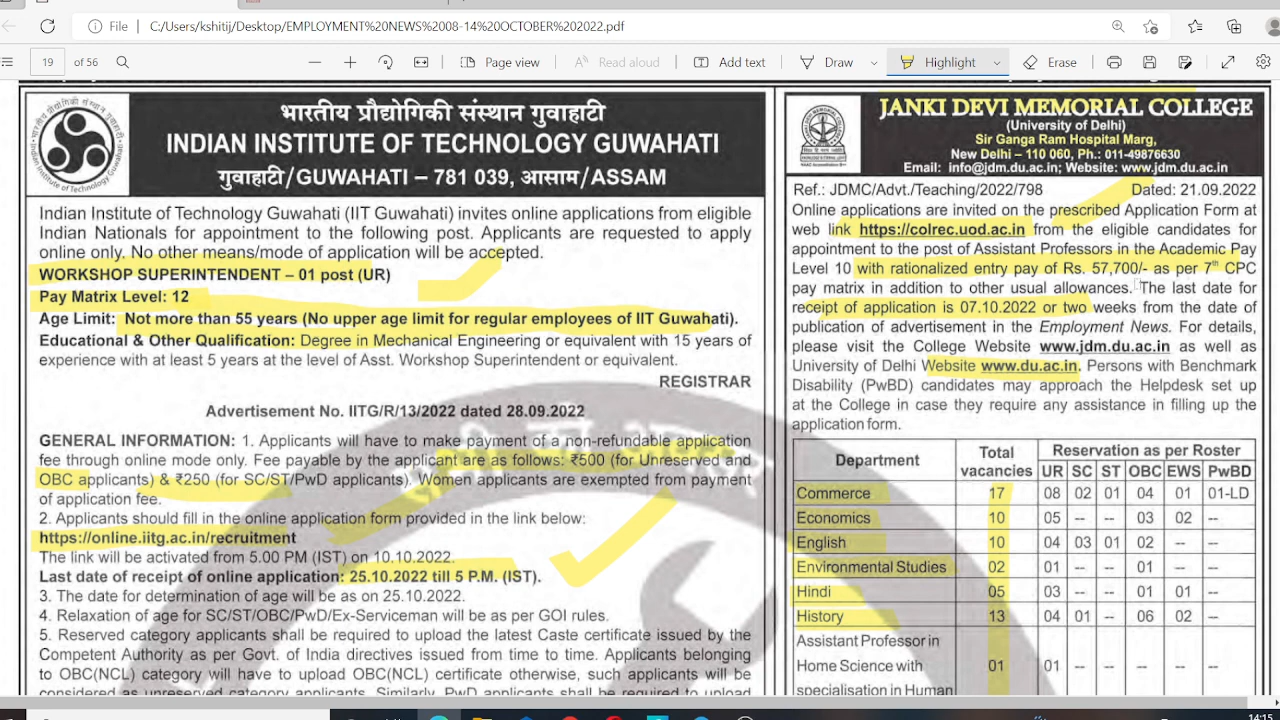 File
C:/Users/kshitij/Desktop/EMPLOYMENT%20NEWS%2008-14%20OCTOBER%202022.pdf
19 of 56
Page view
Read aloud
Add text
Draw
Highlight
Erase
भारतीय प्रौद्योगिकी संस्थान गुवाहाटी
INDIAN INSTITUTE OF TECHNOLOGY GUWAHATI
गुवाहाटी/GUWAHATI – 781 039, आसाम/ASSAM
Indian Institute of Technology Guwahati (IIT Guwahati) invites online applications from eligible
Indian Nationals for appointment to the following post. Applicants are requested to apply
online only. No other means/mode of application will be accepted.
WORKSHOP SUPERINTENDENT – 01 post (UR)
Pay Matrix Level: 12
Age Limit: Not more than 55 years (No upper age limit for regular employees of IIT Guwahati).
Educational & Other Qualification: Degree in Mechanical Engineering or equivalent with 15 years of
experience with at least 5 years at the level of Asst. Workshop Superintendent or equivalent.
REGISTRAR
Advertisement No. IITG/R/13/2022 dated 28.09.2022
GENERAL INFORMATION: 1. Applicants will have to make payment of a non-refundable application
fee through online mode only. Fee payable by the applicant are as follows: ₹500 (for Unreserved and
OBC applicants) & ₹250 (for SC/ST/PwD applicants). Women applicants are exempted from payment
of application fee.
2. Applicants should fill in the online application form provided in the link below:
https://online.iitg.ac.in/recruitment
The link will be activated from 5.00 PM (IST) on 10.10.2022.
Last date of receipt of online application: 25.10.2022 till 5 P.M. (IST).
3. The date for determination of age will be as on 25.10.2022.
4. Relaxation of age for SC/ST/OBC/PwD/Ex-Serviceman will be as per GOI rules.
5. Reserved category applicants shall be required to upload the latest Caste certificate issued by the
Competent Authority as per Govt. of India directives issued from time to time. Applicants belonging
to OBC(NCL) category will have to upload OBC(NCL) certificate otherwise, such applicants will be
considered as unreserved category applicants. Similarly, PwD applicants shall be required to upload
JANKI DEVI MEMORIAL COLLEGE
(University of Delhi)
Sir Ganga Ram Hospital Marg,
New Delhi – 110 060, Ph.: 011-49876630
Email: info@jdm.du.ac.in; Website: www.jdm.du.ac.in
Ref.: JDMC/Advt./Teaching/2022/798 Dated: 21.09.2022
Online applications are invited on the prescribed Application Form at
web link https://colrec.uod.ac.in from the eligible candidates for
appointment to the post of Assistant Professors in the Academic Pay
Level 10 with rationalized entry pay of Rs. 57,700/- as per 7th CPC
pay matrix in addition to other usual allowances. The last date for
receipt of application is 07.10.2022 or two weeks from the date of
publication of advertisement in the Employment News. For details,
please visit the College Website www.jdm.du.ac.in as well as
University of Delhi Website www.du.ac.in. Persons with Benchmark
Disability (PwBD) candidates may approach the Helpdesk set up
at the College in case they require any assistance in filling up the
application form.
Department Total vacancies Reservation as per Roster
UR SC ST OBC EWS PwBD
Commerce 17 08 02 01 04 01 01-LD
Economics 10 05 -- -- 03 02 --
English 10 04 03 01 02 -- --
Environmental Studies 02 01 -- -- 01 -- --
Hindi 05 03 -- -- 01 01 --
History 13 04 01 -- 06 02 --
Assistant Professor in
Home Science with 01 01 -- -- -- -- --
specialisation in Human
14:15